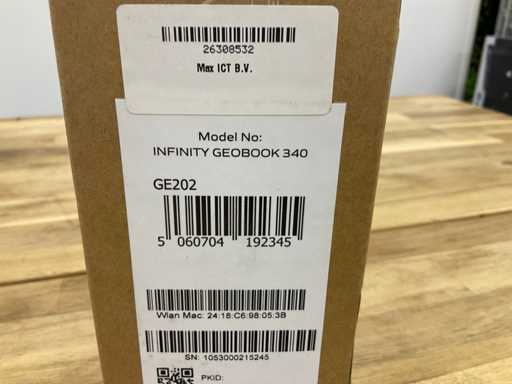 26308532
Max ICT B.V.
Model No:
INFINITY GEOBOOK 340
GE202
5 060704 192345
Wlan Mac: 24:18:C6:98:05:3B
SN: 1053000215245
PKID: